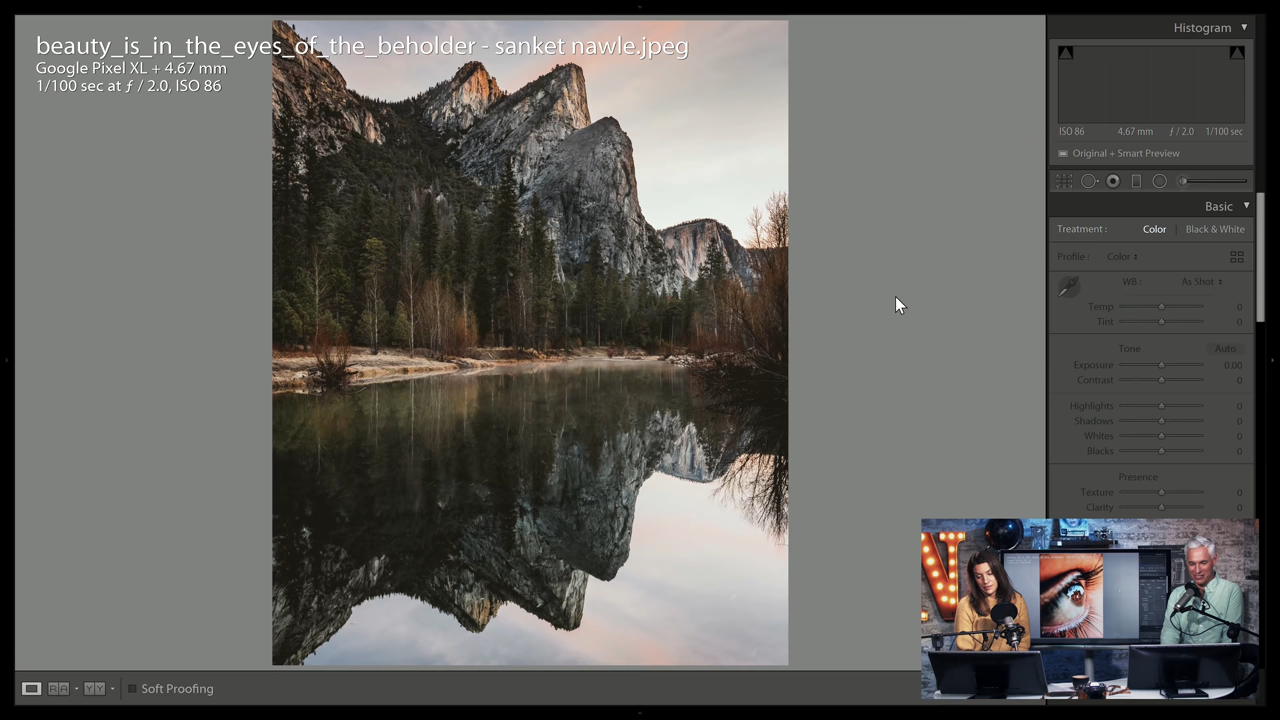 beauty_is_in_the_eyes_of_the_beholder - sanket nawle.jpeg
Google Pixel XL + 4.67 mm
1/100 sec at ƒ / 2.0, ISO 86
Histogram
ISO 86 4.67 mm ƒ / 2.0 1/100 sec
Original + Smart Preview
Basic
Treatment : Color Black & White
Profile : Color
WB : As Shot
Temp 0
Tint 0
Tone Auto
Exposure 0.00
Contrast 0
Highlights 0
Shadows 0
Whites 0
Blacks 0
Presence
Texture 0
Clarity 0
N
R A Y Y Soft Proofing